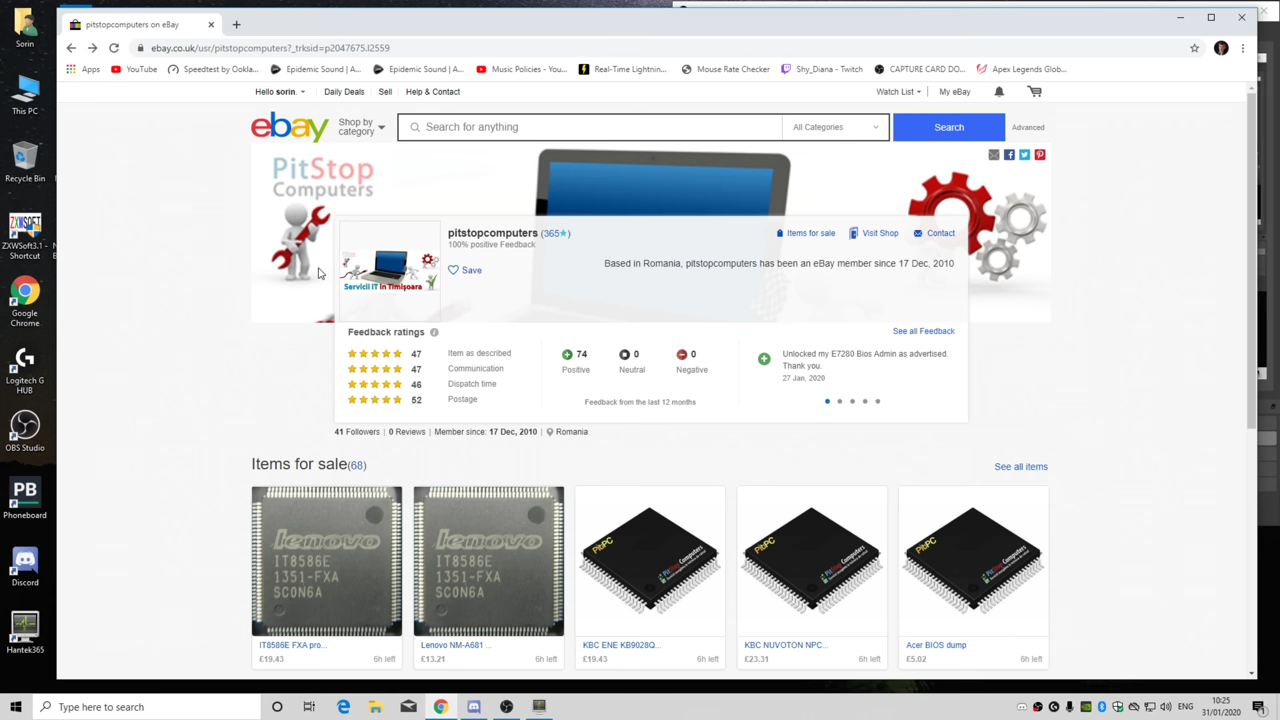 pitstopcomputers on eBay
ebay.co.uk/usr/pitstopcomputers?_trksid=p2047675.l2559
Apps YouTube Speedtest by Ookla... Epidemic Sound | A... Epidemic Sound | A... Music Policies - You... Real-Time Lightnin... Mouse Rate Checker Shy_Diana - Twitch CAPTURE CARD DO... Apex Legends Glob...
Hello sorin. Daily Deals Sell Help & Contact Watch List My eBay
ebay Shop by category Search for anything All Categories Search Advanced
PitStop
Computers
pitstopcomputers (365)
100% positive Feedback
Items for sale Visit Shop Contact
Save
Based in Romania, pitstopcomputers has been an eBay member since 17 Dec, 2010
Servicii IT in Timișoara
Feedback ratings
See all Feedback
47 Item as described
47 Communication
46 Dispatch time
52 Postage
74 0 0
Positive Neutral Negative
Feedback from the last 12 months
Unlocked my E7280 Bios Admin as advertised.
Thank you.
27 Jan, 2020
41 Followers | 0 Reviews | Member since: 17 Dec, 2010 | Romania
Items for sale(68)
See all items
lenovo
IT8586E
1351-FXA
SC0N6A
lenovo
IT8586E
1351-FXA
SC0N6A
PitPC
PitStop Computers
PitPC
PitStop Computers
PitPC
PitStop Computers
IT8586E FXA pro... Lenovo NM-A681 ... KBC ENE KB9028Q... KBC NUVOTON NPC... Acer BIOS dump
£19.43 6h left £13.21 6h left £19.43 6h left £23.31 6h left £5.02 6h left
Sorin
This PC
Recycle Bin
ZXWSoft3.1 -
Shortcut
Google
Chrome
Logitech G
HUB
OBS Studio
PB
Phoneboard
Discord
Hantek365
Type here to search
ENG
10:25
31/01/2020
1